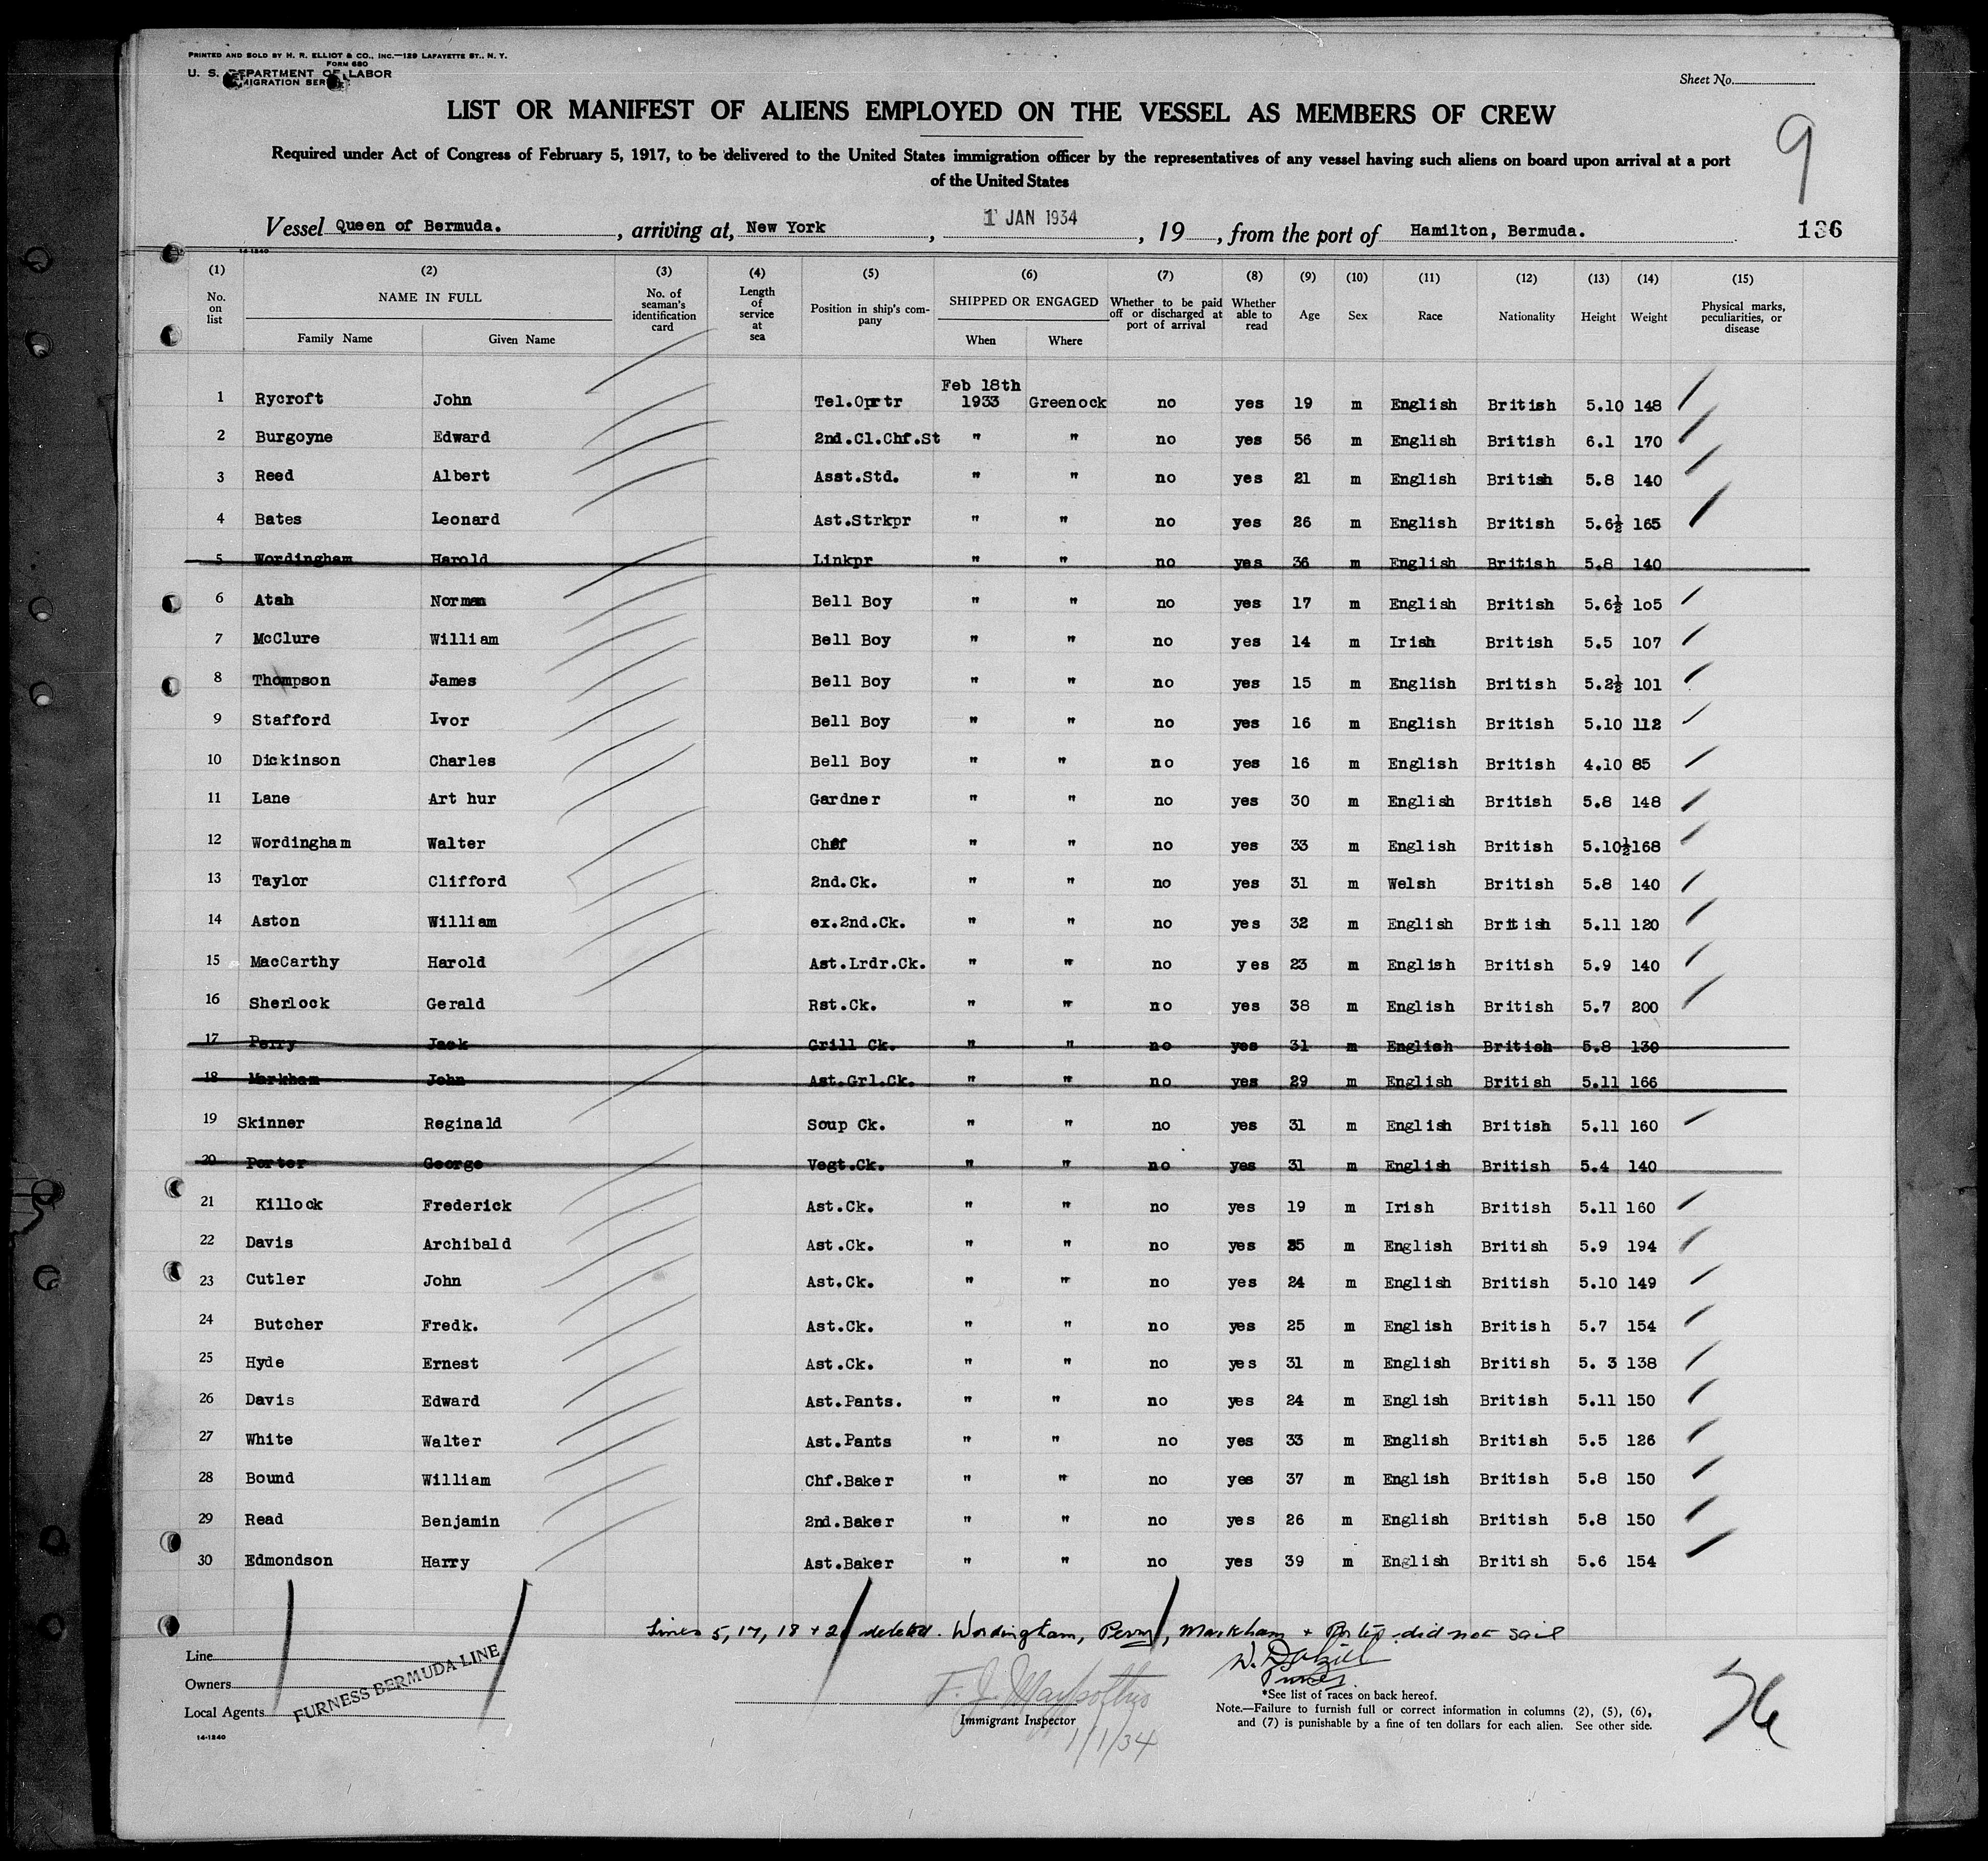 PRINTED AND SOLD BY H. R. ELLIOT & CO., INC.—129 LAFAYETTE ST., N. Y.
FORM 680
U. S. DEPARTMENT OF LABOR
IMMIGRATION SER
Sheet No.
LIST OR MANIFEST OF ALIENS EMPLOYED ON THE VESSEL AS MEMBERS OF CREW
9
Required under Act of Congress of February 5, 1917, to be delivered to the United States immigration officer by the representatives of any vessel having such aliens on board upon arrival at a port
of the United States
Vessel Queen of Bermuda. , arriving at, New York , 1 JAN 1934 , 19 , from the port of Hamilton, Bermuda. 136
14-1240
(1) (2) (3) (4) (5) (6) (7) (8) (9) (10) (11) (12) (13) (14) (15)
No. on list NAME IN FULL Family Name Given Name No. of seaman's identification card Length of service at sea Position in ship's company SHIPPED OR ENGAGED When Where Whether to be paid off or discharged at port of arrival Whether able to read Age Sex Race Nationality Height Weight Physical marks, peculiarities, or disease
1 Rycroft John Tel.Oprtr Feb 18th 1933 Greenock no yes 19 m English British 5.10 148
2 Burgoyne Edward 2nd.Cl.Chf.St " " no yes 56 m English British 6.1 170
3 Reed Albert Asst.Std. " " no yes 21 m English British 5.8 140
4 Bates Leonard Ast.Strkpr " " no yes 26 m English British 5.6½ 165
5 Wordingham Harold Linkpr " " no yes 36 m English British 5.8 140
6 Atah Norman Bell Boy " " no yes 17 m English British 5.6½ 105
7 McClure William Bell Boy " " no yes 14 m Irish British 5.5 107
8 Thompson James Bell Boy " " no yes 15 m English British 5.2½ 101
9 Stafford Ivor Bell Boy " " no yes 16 m English British 5.10 112
10 Dickinson Charles Bell Boy " " no yes 16 m English British 4.10 85
11 Lane Art hur Gardner " " no yes 30 m English British 5.8 148
12 Wordingham Walter Chef " " no yes 33 m English British 5.10½ 168
13 Taylor Clifford 2nd.Ck. " " no yes 31 m Welsh British 5.8 140
14 Aston William ex.2nd.Ck. " " no yes 32 m English British 5.11 120
15 MacCarthy Harold Ast.Lrdr.Ck. " " no yes 23 m English British 5.9 140
16 Sherlock Gerald Rst.Ck. " " no yes 38 m English British 5.7 200
17 Perry Jack Grill Ck. " " no yes 31 m English British 5.8 130
18 Markham John Ast.Grl.Ck. " " no yes 29 m English British 5.11 166
19 Skinner Reginald Soup Ck. " " no yes 31 m English British 5.11 160
20 Porter George Vegt.Ck. " " no yes 31 m English British 5.4 140
21 Killock Frederick Ast.Ck. " " no yes 19 m Irish British 5.11 160
22 Davis Archibald Ast.Ck. " " no yes m English British 5.9 194
23 Cutler John Ast.Ck. " " no yes 24 m English British 5.10 149
24 Butcher Fredk. Ast.Ck. " " no yes 25 m English British 5.7 154
25 Hyde Ernest Ast.Ck. " " no yes 31 m English British 5. 3 138
26 Davis Edward Ast.Pants. " " no yes 24 m English British 5.11 150
27 White Walter Ast.Pants " " no yes 33 m English British 5.5 126
28 Bound William Chf.Baker " " no yes 37 m English British 5.8 150
29 Read Benjamin 2nd.Baker " " no yes 26 m English British 5.8 150
30 Edmondson Harry Ast.Baker " " no yes 39 m English British 5.6 154
Lines 5, 17, 18 + 20 deleted. Wordingham, Perry, Markham + Porter did not sail
Line
Owners
Local Agents
FURNESS BERMUDA LINE
Purser
Immigrant Inspector
1/1/34
*See list of races on back hereof.
Note.—Failure to furnish full or correct information in columns (2), (5), (6),
and (7) is punishable by a fine of ten dollars for each alien. See other side.
14-1240